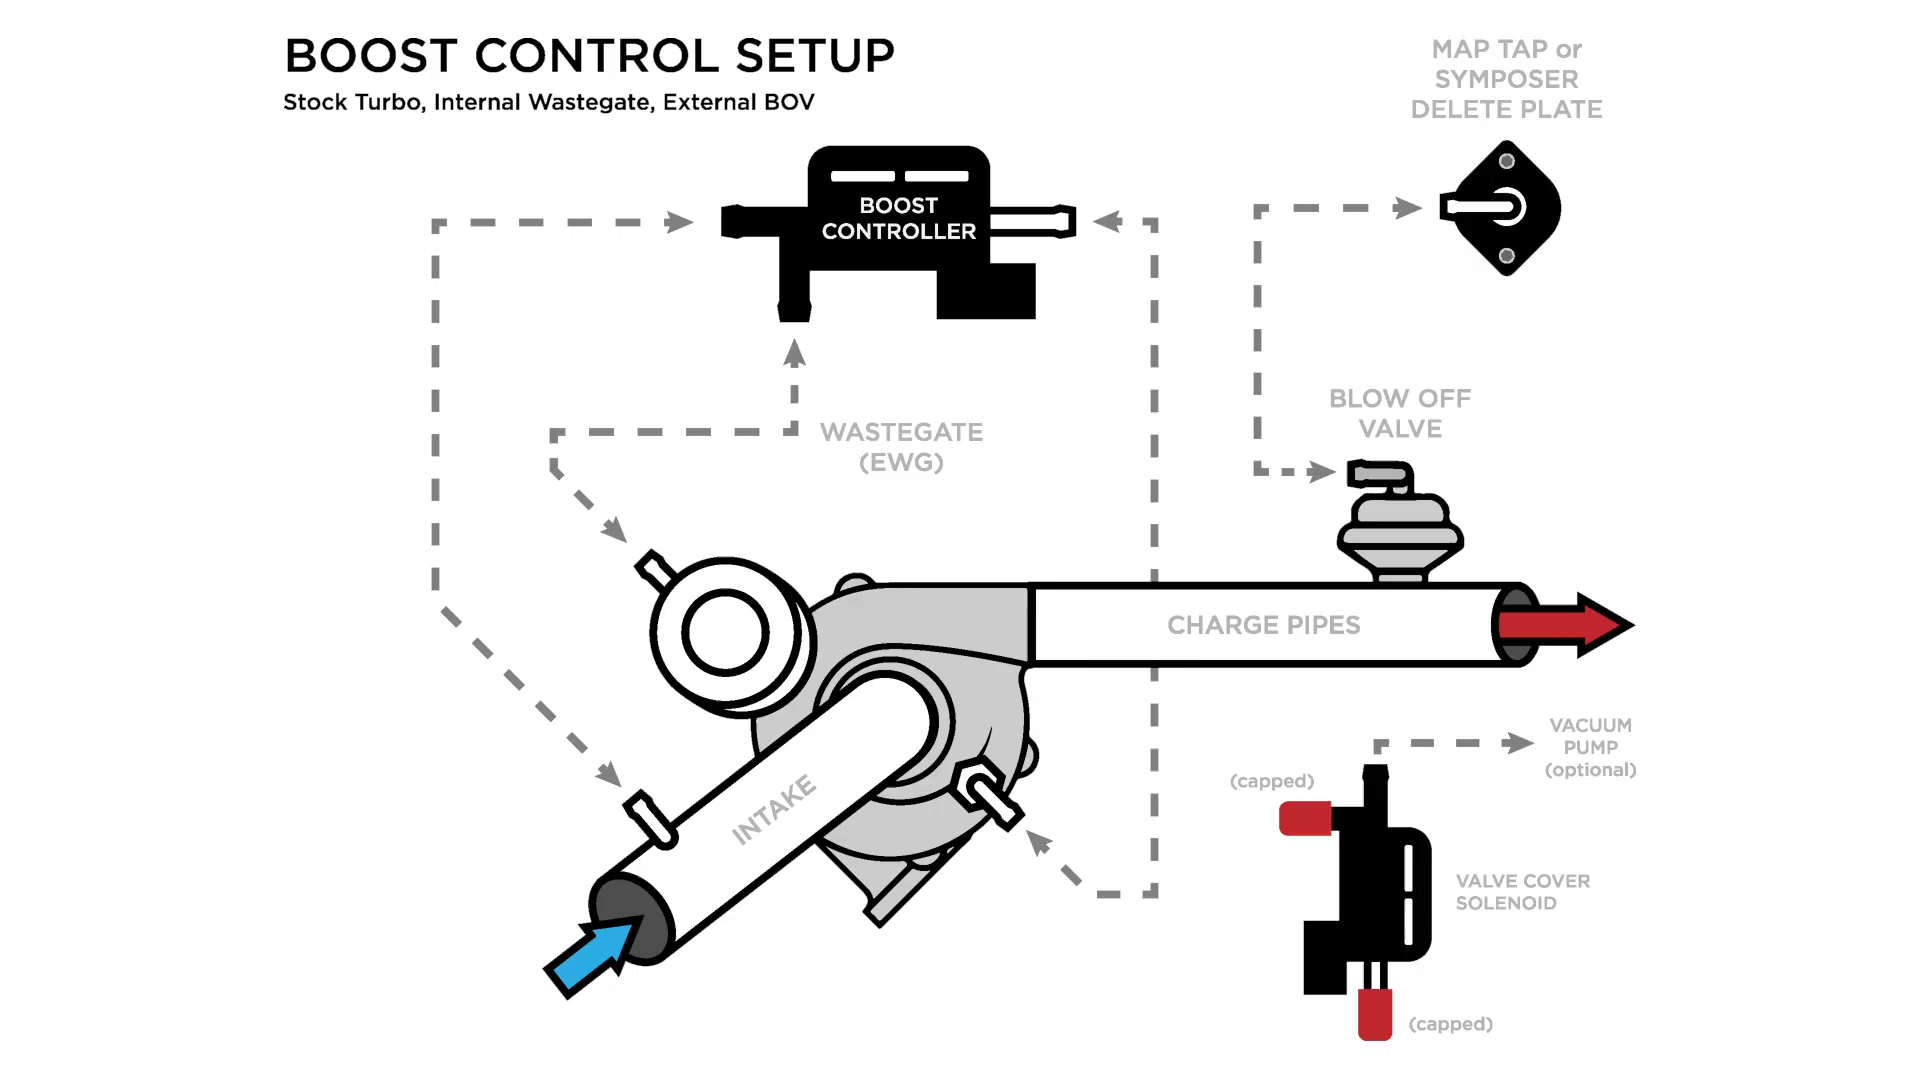 BOOST CONTROL SETUP
Stock Turbo, Internal Wastegate, External BOV
MAP TAP or
SYMPOSER
DELETE PLATE
BOOST
CONTROLLER
WASTEGATE
(EWG)
BLOW OFF
VALVE
CHARGE PIPES
INTAKE
VACUUM
PUMP
(optional)
(capped)
VALVE COVER
SOLENOID
(capped)